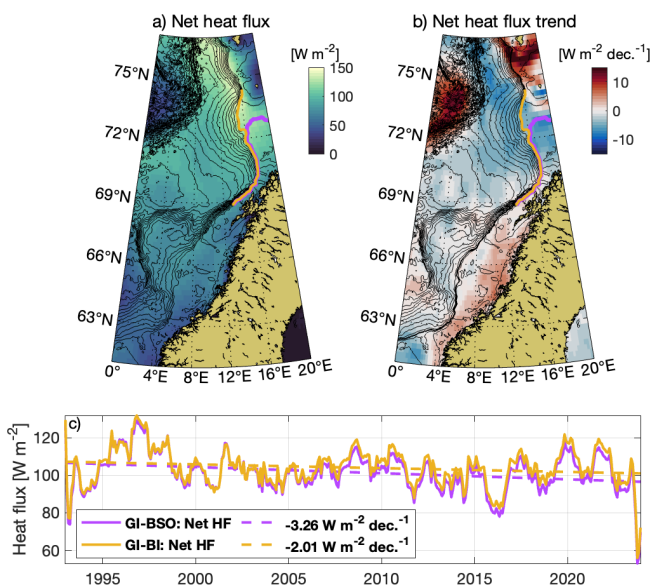 a) Net heat flux
b) Net heat flux trend
[W m⁻²]
150
100
50
0
[W m⁻² dec.⁻¹]
10
0
-10
75°N
72°N
69°N
66°N
63°N
0°
4°E
8°E
12°E
16°E
20°E
75°N
72°N
69°N
66°N
63°N
0°
4°E
8°E
12°E
16°E
20°E
c)
Heat flux [W m⁻²]
120
100
80
60
GI-BSO: Net HF
-3.26 W m⁻² dec.⁻¹
GI-BI: Net HF
-2.01 W m⁻² dec.⁻¹
1995
2000
2005
2010
2015
2020